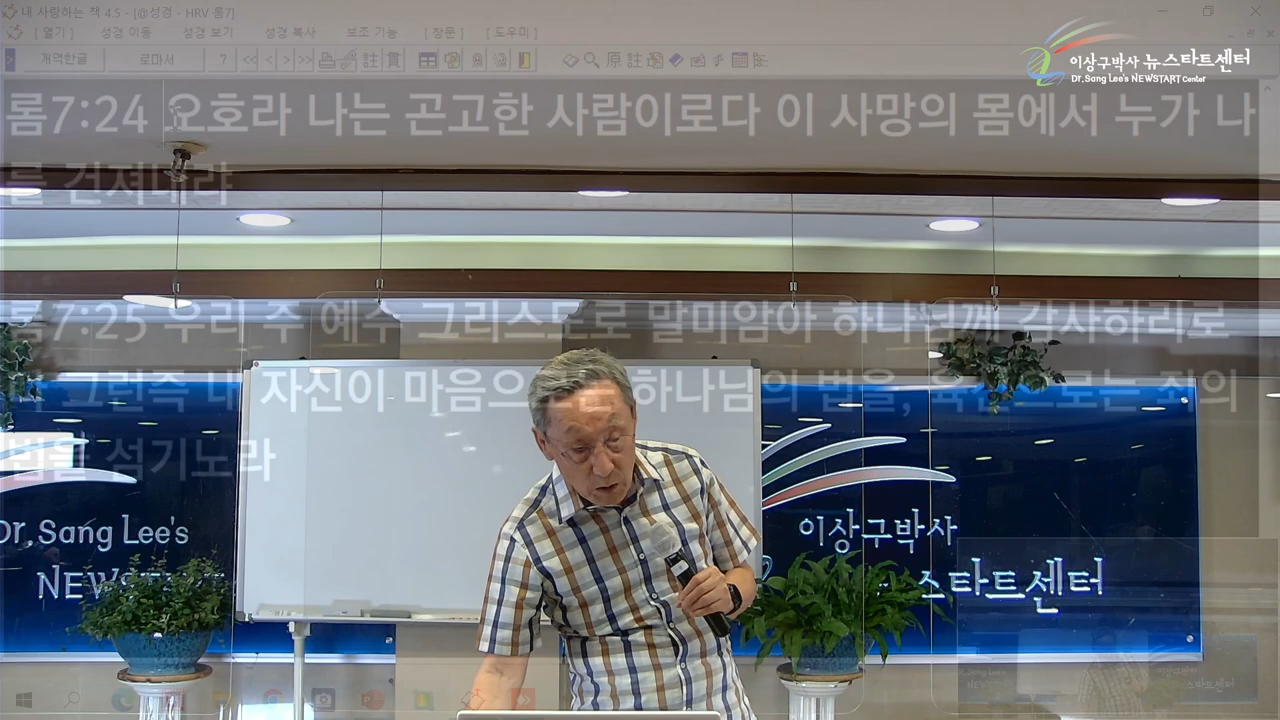 내 사랑하는 책 4.5 - [@성경 - HRV 롬7]
[ 열기 ] 성경 이동 성경 보기 성경 복사 보조 기능 [ 창문 ] [ 도우미 ]
개역한글 로마서 ? << < > >>
이상구박사 뉴스타트센터
Dr. Sang Lee's NEWSTART Center
롬7:24 오호라 나는 곤고한 사람이로다 이 사망의 몸에서 누가 나
를 건져내랴
롬7:25 우리 주 예수 그리스도로 말미암아 하나님께 감사하리로
그런즉 내 자신이 마음으 하나님의 법을, 육신으로는 죄의
법을 섬기노라
Dr. Sang Lee's
NEWSTART
이상구박사
스타트센터